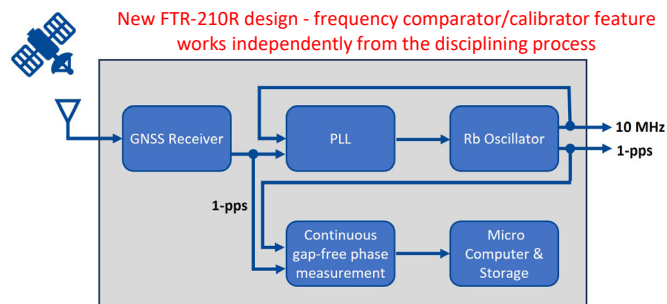 New FTR-210R design - frequency comparator/calibrator feature
works independently from the disciplining process
GNSS Receiver
PLL
Rb Oscillator
10 MHz
1-pps
1-pps
Continuous
gap-free phase
measurement
Micro
Computer &
Storage